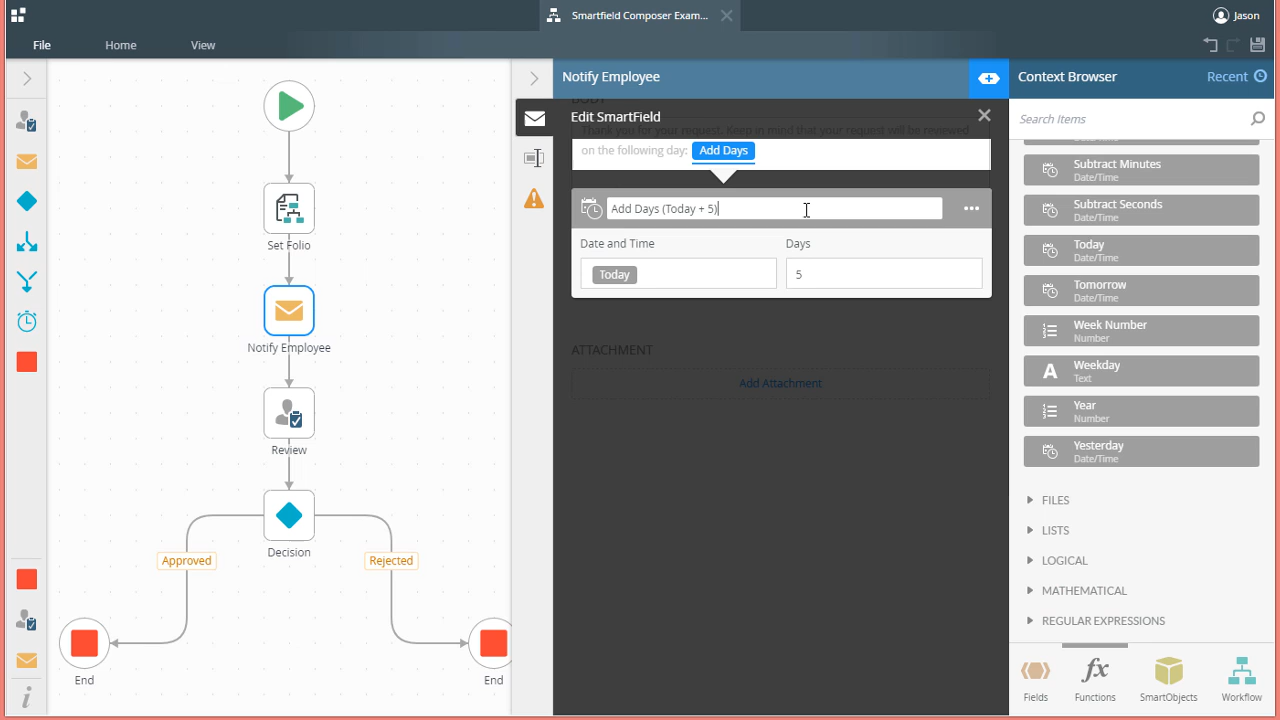 Smartfield Composer Exam...
Jason
File
Home
View
Set Folio
Notify Employee
Review
Decision
Approved
Rejected
End
End
Notify Employee
BODY
Edit SmartField
Thank you for your request. Keep in mind that your request will be reviewed
on the following day: Add Days
Add Days (Today + 5)
Date and Time
Days
Today
5
ATTACHMENT
Add Attachment
Context Browser
Recent
Search Items
Subtract Minutes
Date/Time
Subtract Seconds
Date/Time
Today
Date/Time
Tomorrow
Date/Time
Week Number
Number
A
Weekday
Text
Year
Number
Yesterday
Date/Time
FILES
LISTS
LOGICAL
MATHEMATICAL
REGULAR EXPRESSIONS
fx
Fields
Functions
SmartObjects
Workflow